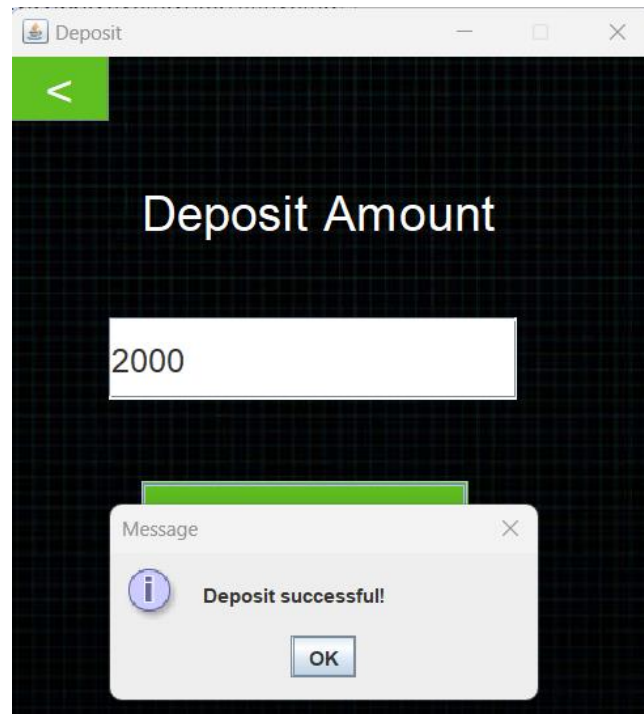 Deposit
<
Deposit Amount
2000
Message
Deposit successful!
OK